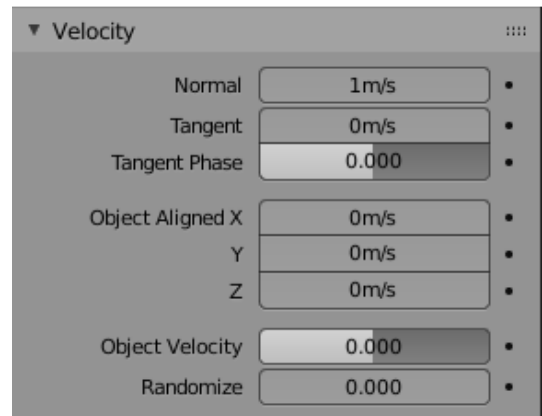 Velocity
Normal 1m/s
Tangent 0m/s
Tangent Phase 0.000
Object Aligned X 0m/s
Y 0m/s
Z 0m/s
Object Velocity 0.000
Randomize 0.000